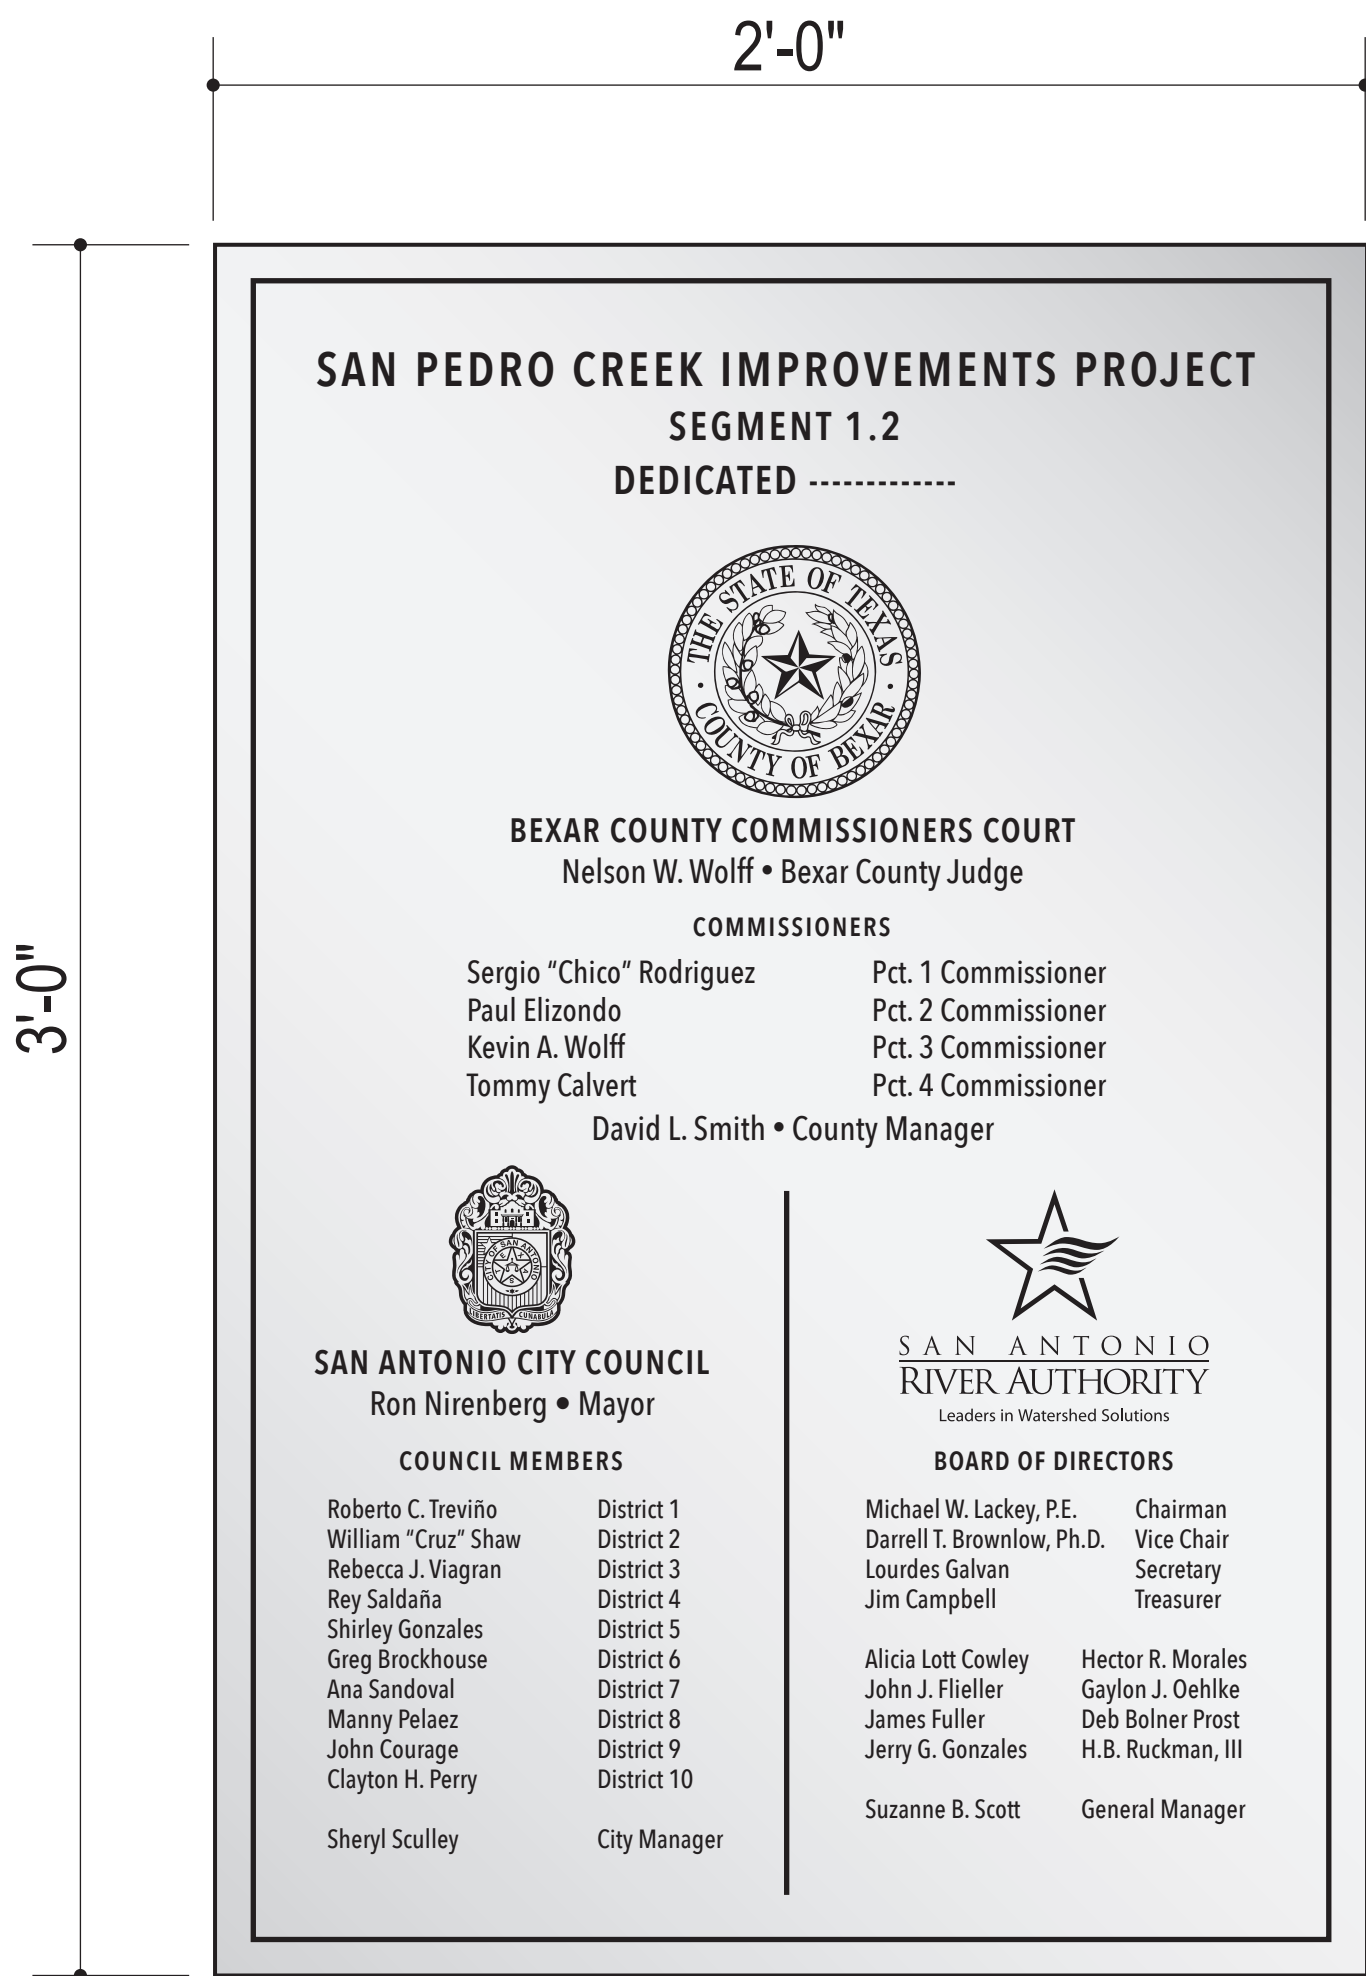 2'-0"
3'-0"
SAN PEDRO CREEK IMPROVEMENTS PROJECT
SEGMENT 1.2
DEDICATED -------------
THE STATE OF TEXAS
COUNTY OF BEXAR
BEXAR COUNTY COMMISSIONERS COURT
Nelson W. Wolff • Bexar County Judge
COMMISSIONERS
Sergio “Chico” Rodriguez Pct. 1 Commissioner
Paul Elizondo Pct. 2 Commissioner
Kevin A. Wolff Pct. 3 Commissioner
Tommy Calvert Pct. 4 Commissioner
David L. Smith • County Manager
CITY OF SAN ANTONIO
TEXAS
LIBERTATIS CUNABULA
SAN ANTONIO CITY COUNCIL
Ron Nirenberg • Mayor
COUNCIL MEMBERS
Roberto C. Treviño District 1
William “Cruz” Shaw District 2
Rebecca J. Viagran District 3
Rey Saldaña District 4
Shirley Gonzales District 5
Greg Brockhouse District 6
Ana Sandoval District 7
Manny Pelaez District 8
John Courage District 9
Clayton H. Perry District 10
Sheryl Sculley City Manager
SAN ANTONIO
RIVER AUTHORITY
Leaders in Watershed Solutions
BOARD OF DIRECTORS
Michael W. Lackey, P.E. Chairman
Darrell T. Brownlow, Ph.D. Vice Chair
Lourdes Galvan Secretary
Jim Campbell Treasurer
Alicia Lott Cowley Hector R. Morales
John J. Flieller Gaylon J. Oehlke
James Fuller Deb Bolner Prost
Jerry G. Gonzales H.B. Ruckman, III
Suzanne B. Scott General Manager